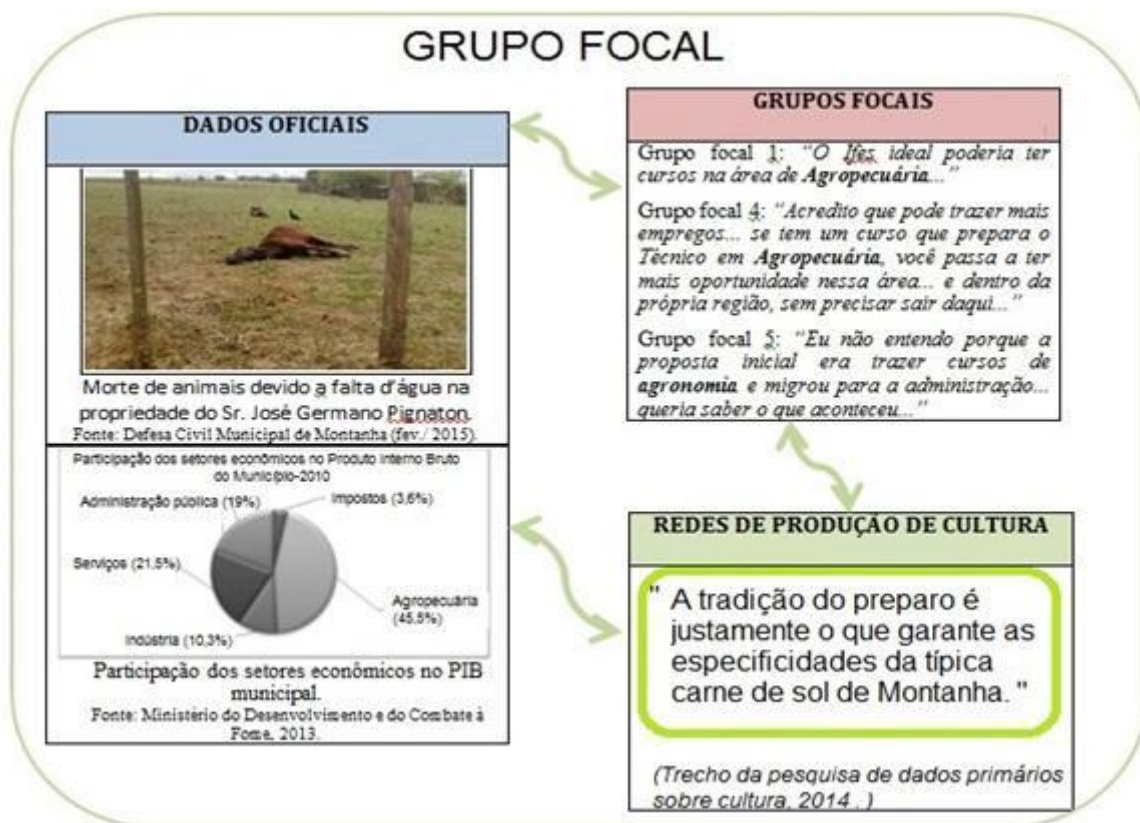 GRUPO FOCAL
DADOS OFICIAIS
Morte de animais devido a falta d'água na
propriedade do Sr. José Germano Pignaton.
Fonte: Defesa Civil Municipal de Montanha (fev./ 2015).
Participação dos setores econômicos no Produto Interno Bruto
do Município-2010
Administração pública (19%)
Impostos (3,6%)
Serviços (21,5%)
Agropecuária
(45,5%)
Indústria (10,3%)
Participação dos setores econômicos no PIB
municipal.
Fonte: Ministério do Desenvolvimento e do Combate à
Fome, 2013.
GRUPOS FOCAIS
Grupo focal 1: "O Ifes ideal poderia ter
cursos na área de Agropecuária..."
Grupo focal 4: "Acredito que pode trazer mais
empregos... se tem um curso que prepara o
Técnico em Agropecuária, você passa a ter
mais oportunidade nessa área... e dentro da
própria região, sem precisar sair daqui..."
Grupo focal 5: "Eu não entendo porque a
proposta inicial era trazer cursos de
agronomia e migrou para a administração...
queria saber o que aconteceu..."
REDES DE PRODUÇÃO DE CULTURA
" A tradição do preparo é
justamente o que garante as
especificidades da típica
carne de sol de Montanha. "
(Trecho da pesquisa de dados primários
sobre cultura, 2014 . )